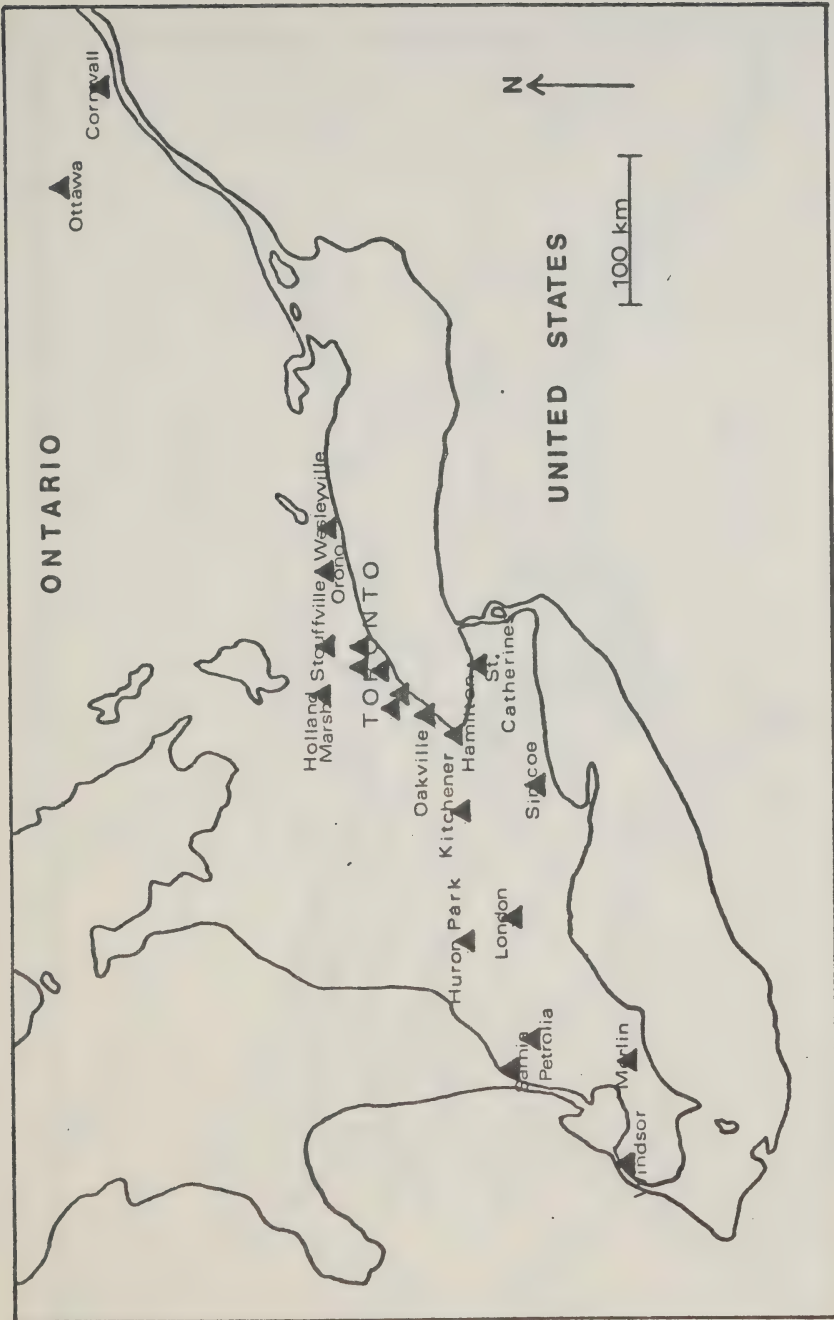 ONTARIO
Ottawa
Cornwall
N
Holland
Marsh
Stouffville
Wesleyville
Orono
TORONTO
Oakville
Kitchener
Hamilton
St.
Catherines
Simcoe
Huron Park
London
Sarnia
Petrolia
Merlin
Windsor
UNITED STATES
100 km